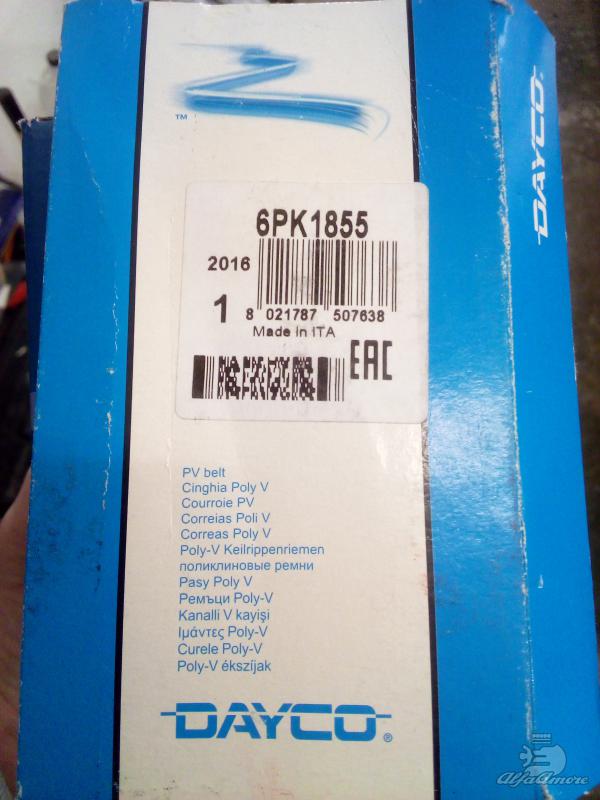 TM
DAYCO®
6PK1855
2016
1
8 021787 507638
Made in ITA
EAC
PV belt
Cinghia Poly V
Courroie PV
Correias Poli V
Correas Poly V
Poly-V Keilrippenriemen
поликлиновые ремни
Pasy Poly V
Ремъци Poly-V
Kanalli V kayişi
Ιμάντες Poly-V
Curele Poly-V
Poly-V ékszíjak
DAYCO®
AlfaAmore